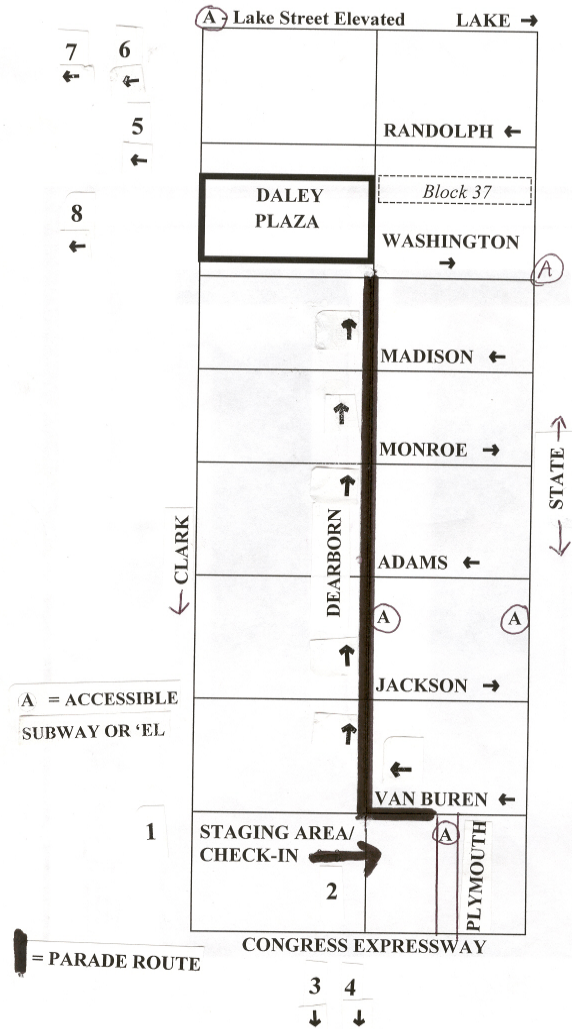 A - Lake Street Elevated
LAKE →
7
←
6
←
5
←
RANDOLPH ←
Block 37
DALEY
PLAZA
8
←
WASHINGTON
→
A
↑
MADISON ←
↑
MONROE →
↑
STATE
CLARK
DEARBORN
ADAMS ←
A
A
↑
JACKSON →
A = ACCESSIBLE
SUBWAY OR ‘EL
↑
←
VAN BUREN ←
1
STAGING AREA/
CHECK-IN →
A
PLYMOUTH
2
CONGRESS EXPRESSWAY
= PARADE ROUTE
3
↓
4
↓